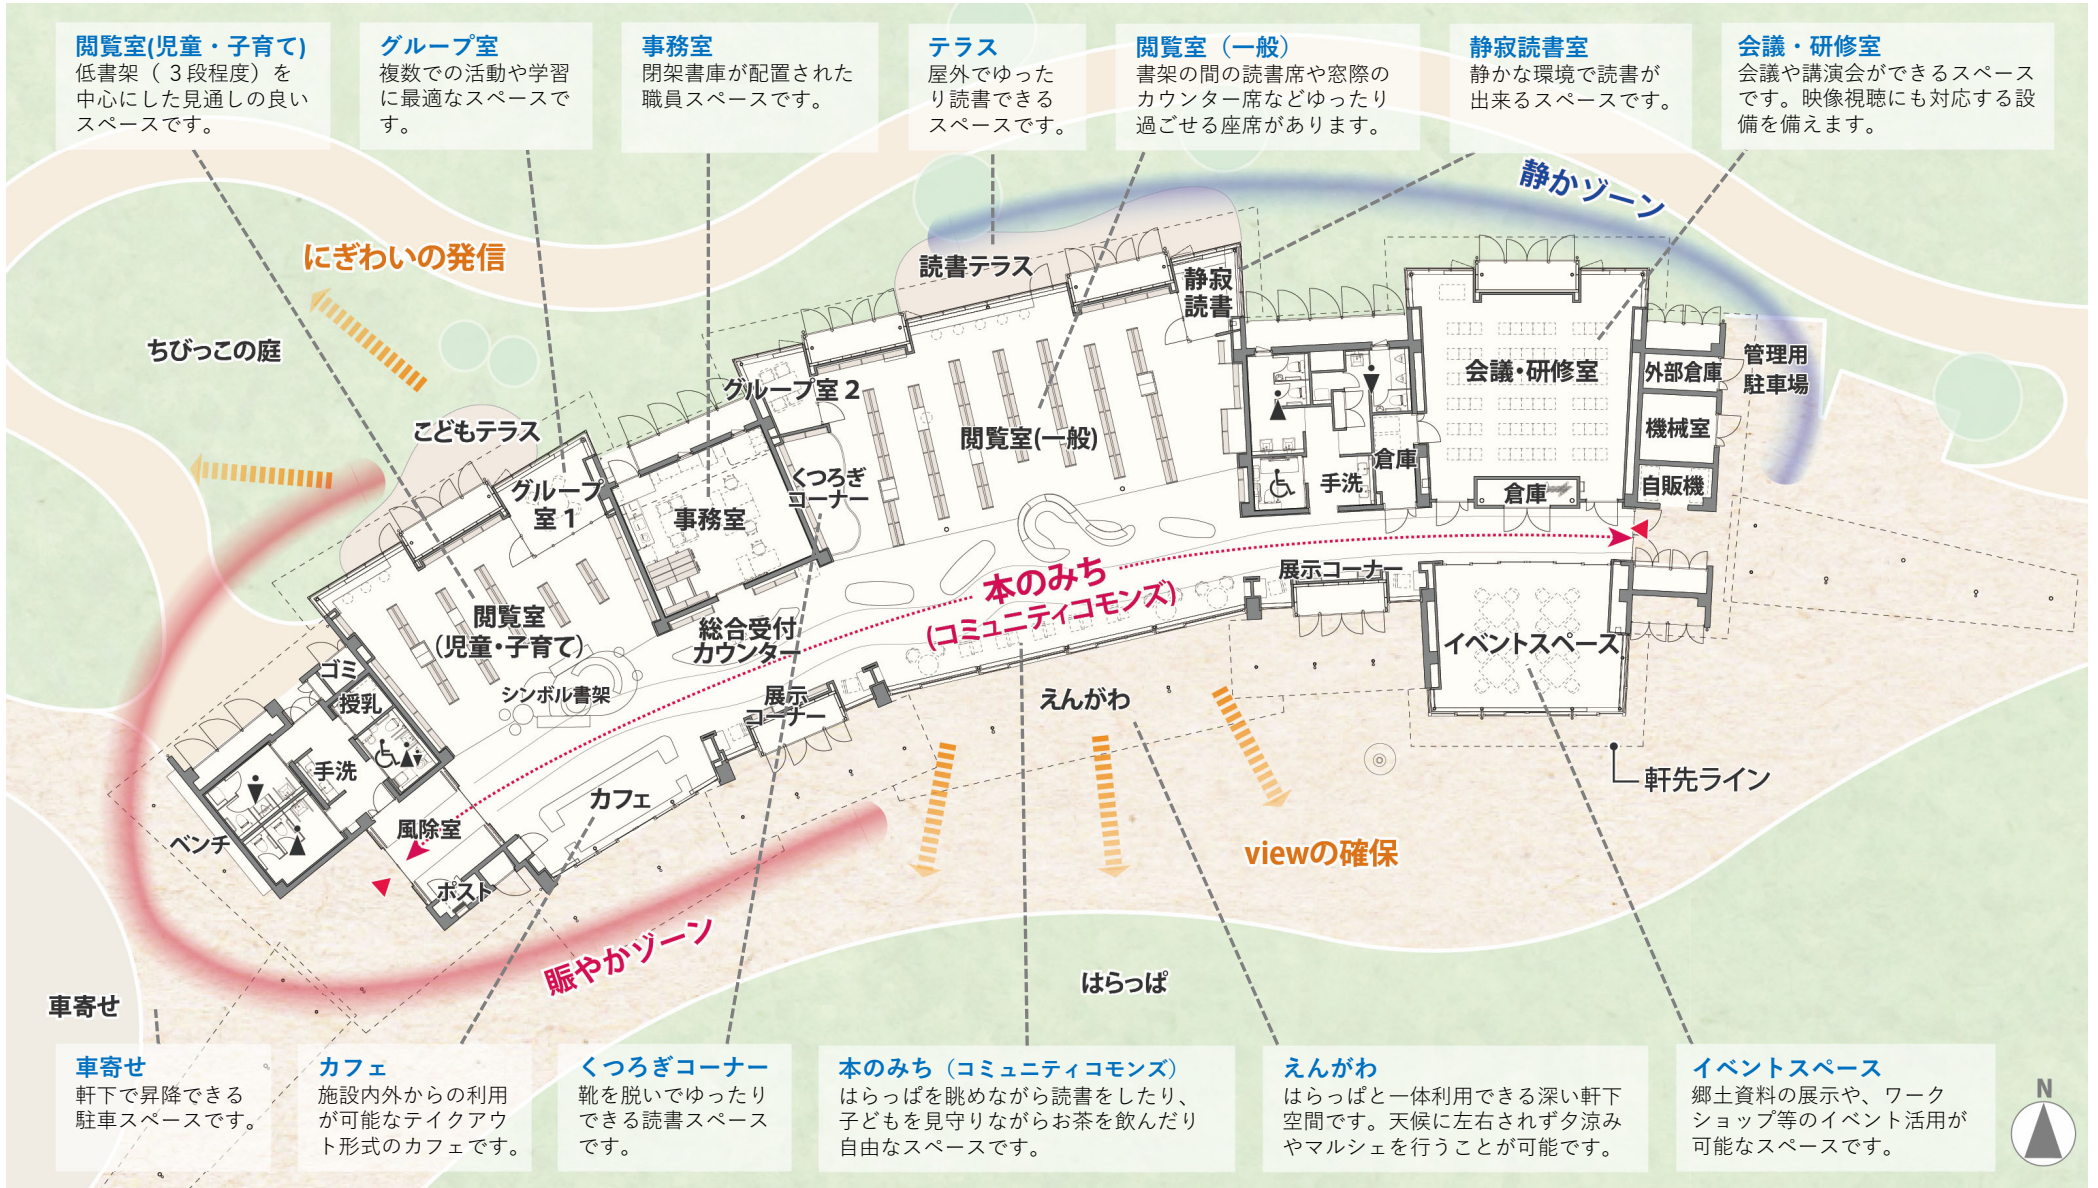 閲覧室(児童・子育て)
低書架（３段程度）を
中心にした見通しの良い
スペースです。
グループ室
複数での活動や学習
に最適なスペースで
す。
事務室
閉架書庫が配置された
職員スペースです。
テラス
屋外でゆった
り読書できる
スペースです。
閲覧室（一般）
書架の間の読書席や窓際の
カウンター席などゆったり
過ごせる座席があります。
静寂読書室
静かな環境で読書が
出来るスペースです。
会議・研修室
会議や講演会ができるスペース
です。映像視聴にも対応する設
備を備えます。
静かゾーン
にぎわいの発信
読書テラス
静寂
読書
ちびっこの庭
こどもテラス
グループ室２
閲覧室(一般)
会議・研修室
外部倉庫
管理用
駐車場
機械室
自販機
くつろぎ
コーナー
グループ
室１
事務室
手洗
倉庫
倉庫
本のみち
(コミュニティコモンズ)
展示コーナー
閲覧室
(児童・子育て)
総合受付
カウンター
イベントスペース
ゴミ
授乳
シンボル書架
展示
コーナー
えんがわ
手洗
カフェ
風除室
ベンチ
ポスト
軒先ライン
viewの確保
賑やかゾーン
はらっぱ
車寄せ
車寄せ
軒下で昇降できる
駐車スペースです。
カフェ
施設内外からの利用
が可能なテイクアウ
ト形式のカフェです。
くつろぎコーナー
靴を脱いでゆったり
できる読書スペース
です。
本のみち（コミュニティコモンズ）
はらっぱを眺めながら読書をしたり、
子どもを見守りながらお茶を飲んだり
自由なスペースです。
えんがわ
はらっぱと一体利用できる深い軒下
空間です。天候に左右されず夕涼み
やマルシェを行うことが可能です。
イベントスペース
郷土資料の展示や、ワーク
ショップ等のイベント活用が
可能なスペースです。
N